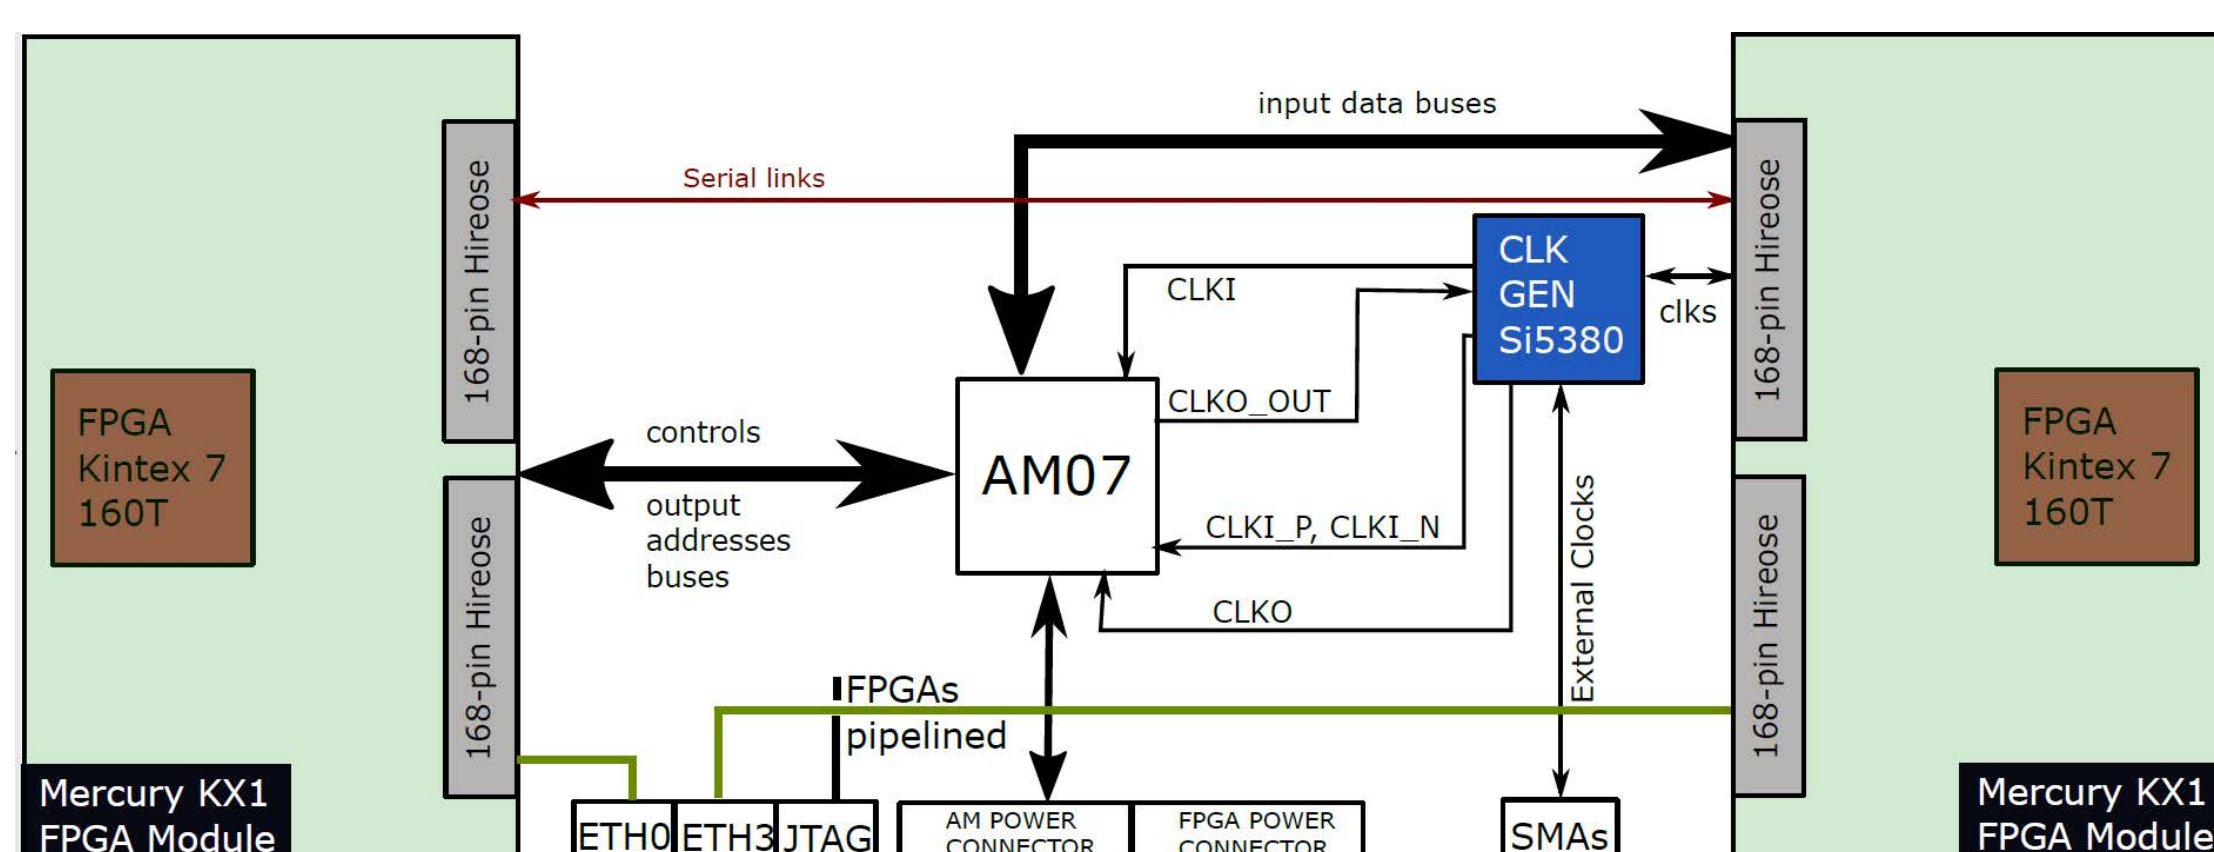 input data buses
Serial links
168-pin Hireose
168-pin Hireose
CLK
GEN
Si5380
clks
CLKI
CLKO_OUT
FPGA
Kintex 7
160T
controls
AM07
output
addresses
buses
CLKI_P, CLKI_N
CLKO
External Clocks
FPGA
Kintex 7
160T
168-pin Hireose
168-pin Hireose
FPGAs
pipelined
Mercury KX1
FPGA Module
ETH0
ETH3
JTAG
AM POWER
CONNECTOR
FPGA POWER
CONNECTOR
SMAs
Mercury KX1
FPGA Module